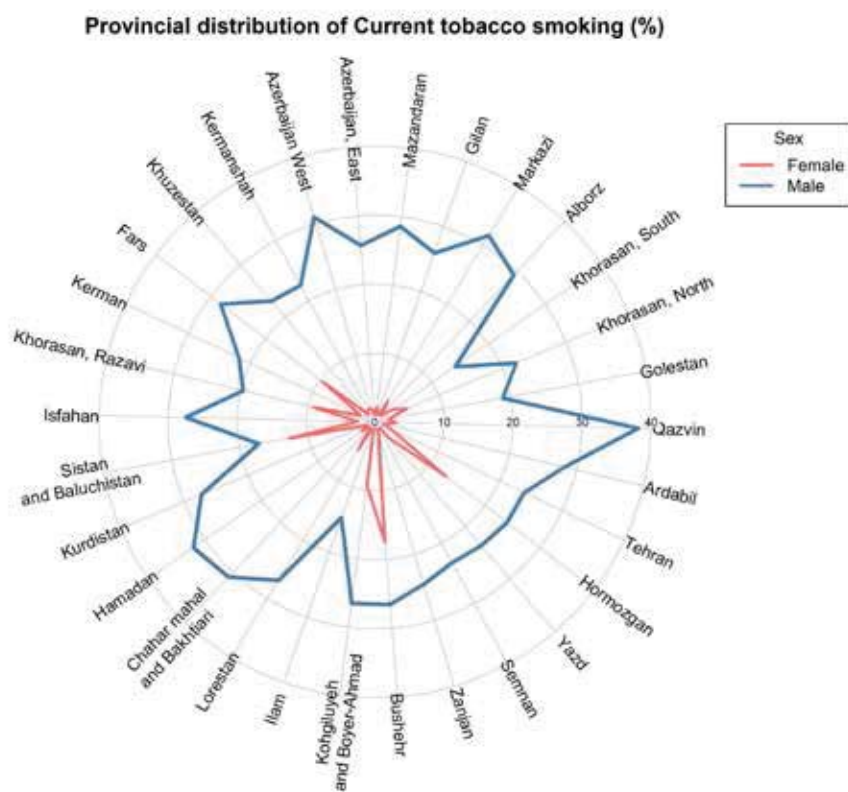 Provincial distribution of Current tobacco smoking (%)
Sex
Female
Male
Azerbaijan, East
Mazandaran
Gilan
Markazi
Alborz
Khorasan, South
Khorasan, North
Golestan
Qazvin
Ardabil
Tehran
Hormozgan
Yazd
Semnan
Zanjan
Bushehr
Kohgiluyeh
and Boyer-Ahmad
Ilam
Lorestan
Chahar mahal
and Bakhtiari
Hamadan
Kurdistan
Sistan
and Baluchistan
Isfahan
Khorasan, Razavi
Kerman
Fars
Khuzestan
Kermanshah
Azerbaijan West
0 10 20 30 40